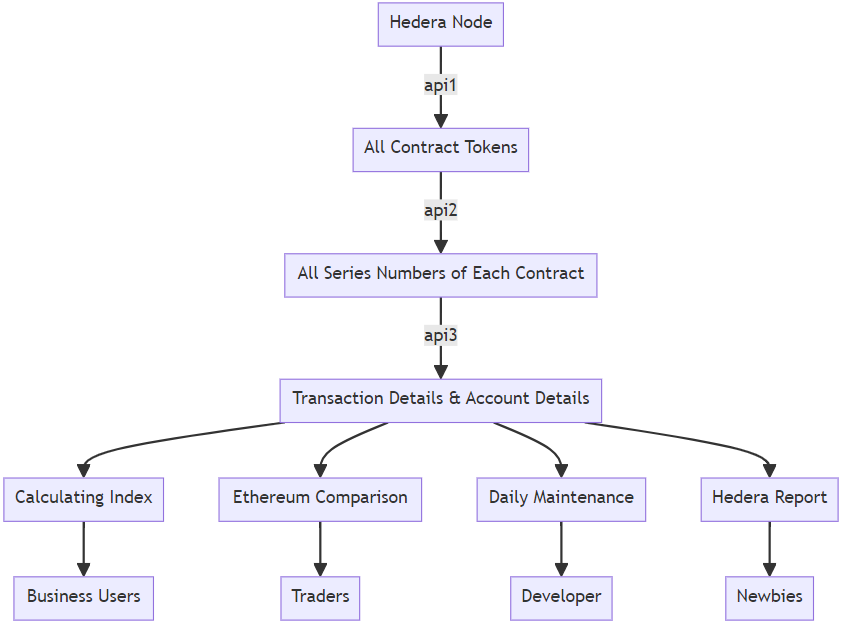 Hedera Node
api1
All Contract Tokens
api2
All Series Numbers of Each Contract
api3
Transaction Details & Account Details
Calculating Index
Ethereum Comparison
Daily Maintenance
Hedera Report
Business Users
Traders
Developer
Newbies